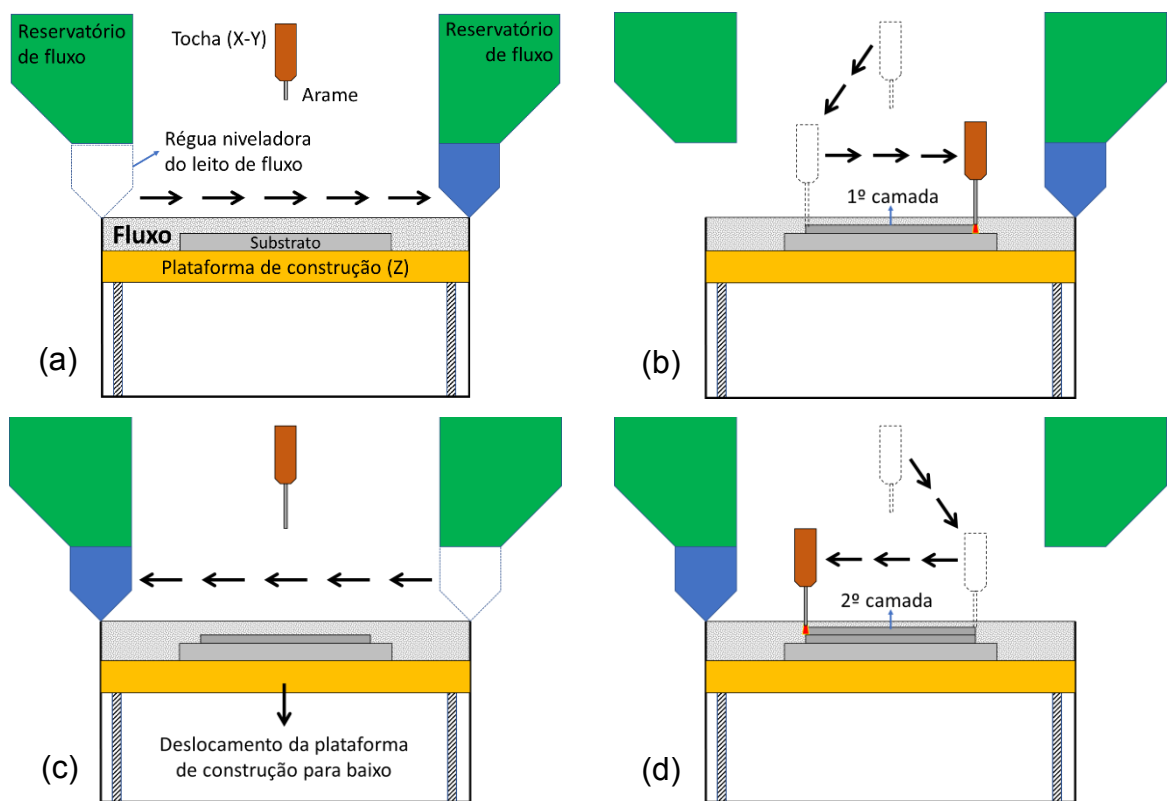 Reservatório
de fluxo
Tocha (X-Y)
Arame
Reservatório
de fluxo
Régua niveladora
do leito de fluxo
Fluxo
Substrato
Plataforma de construção (Z)
(a)
1º camada
(b)
Deslocamento da plataforma
de construção para baixo
(c)
2º camada
(d)